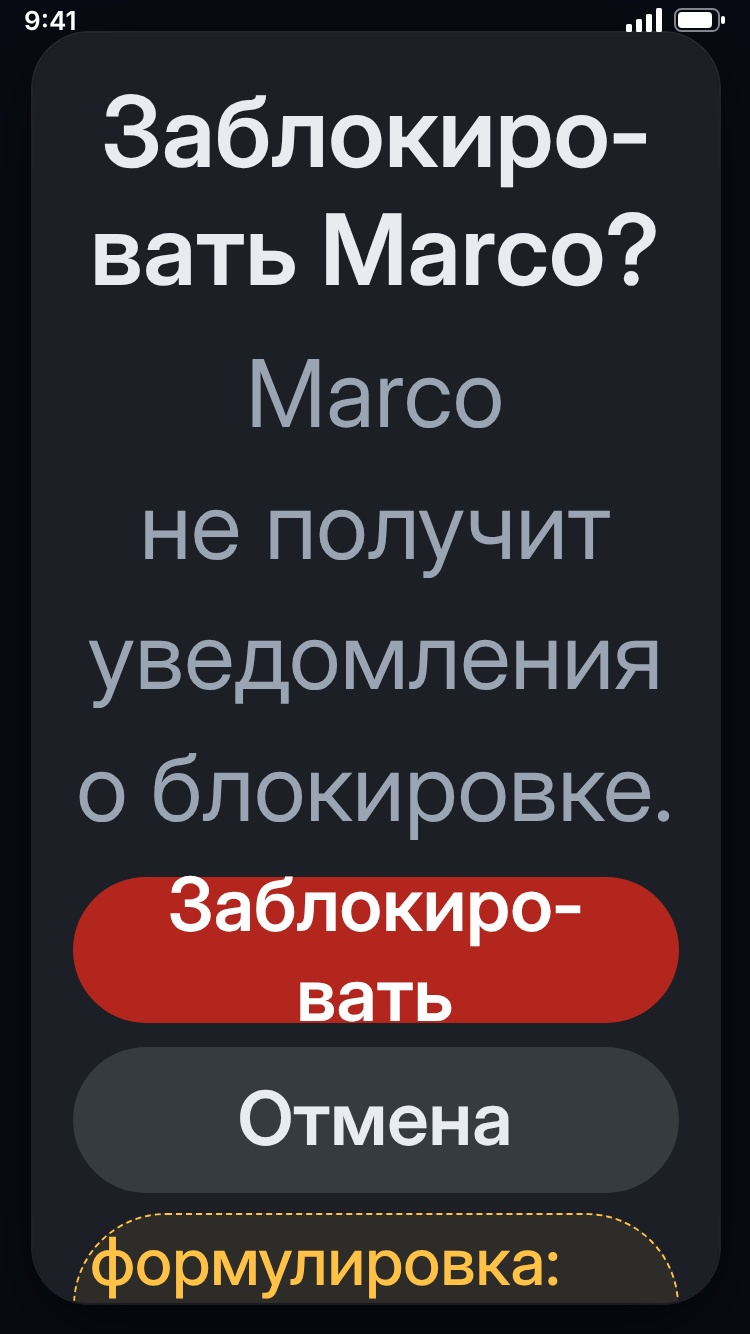 9:41
Заблокиро-
вать Marco?
Marco
не получит
уведомления
о блокировке.
Заблокиро-
вать
Отмена
формулировка: